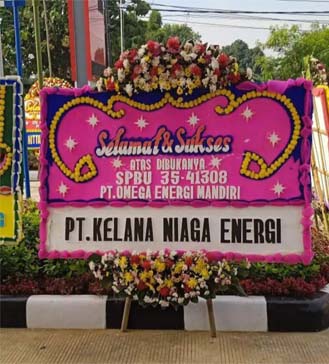 Selamat & Sukses
ATAS DIBUKANYA
SPBU 35-41308
PT.OMEGA ENERGI MANDIRI
PT.KELANA NIAGA ENERGI